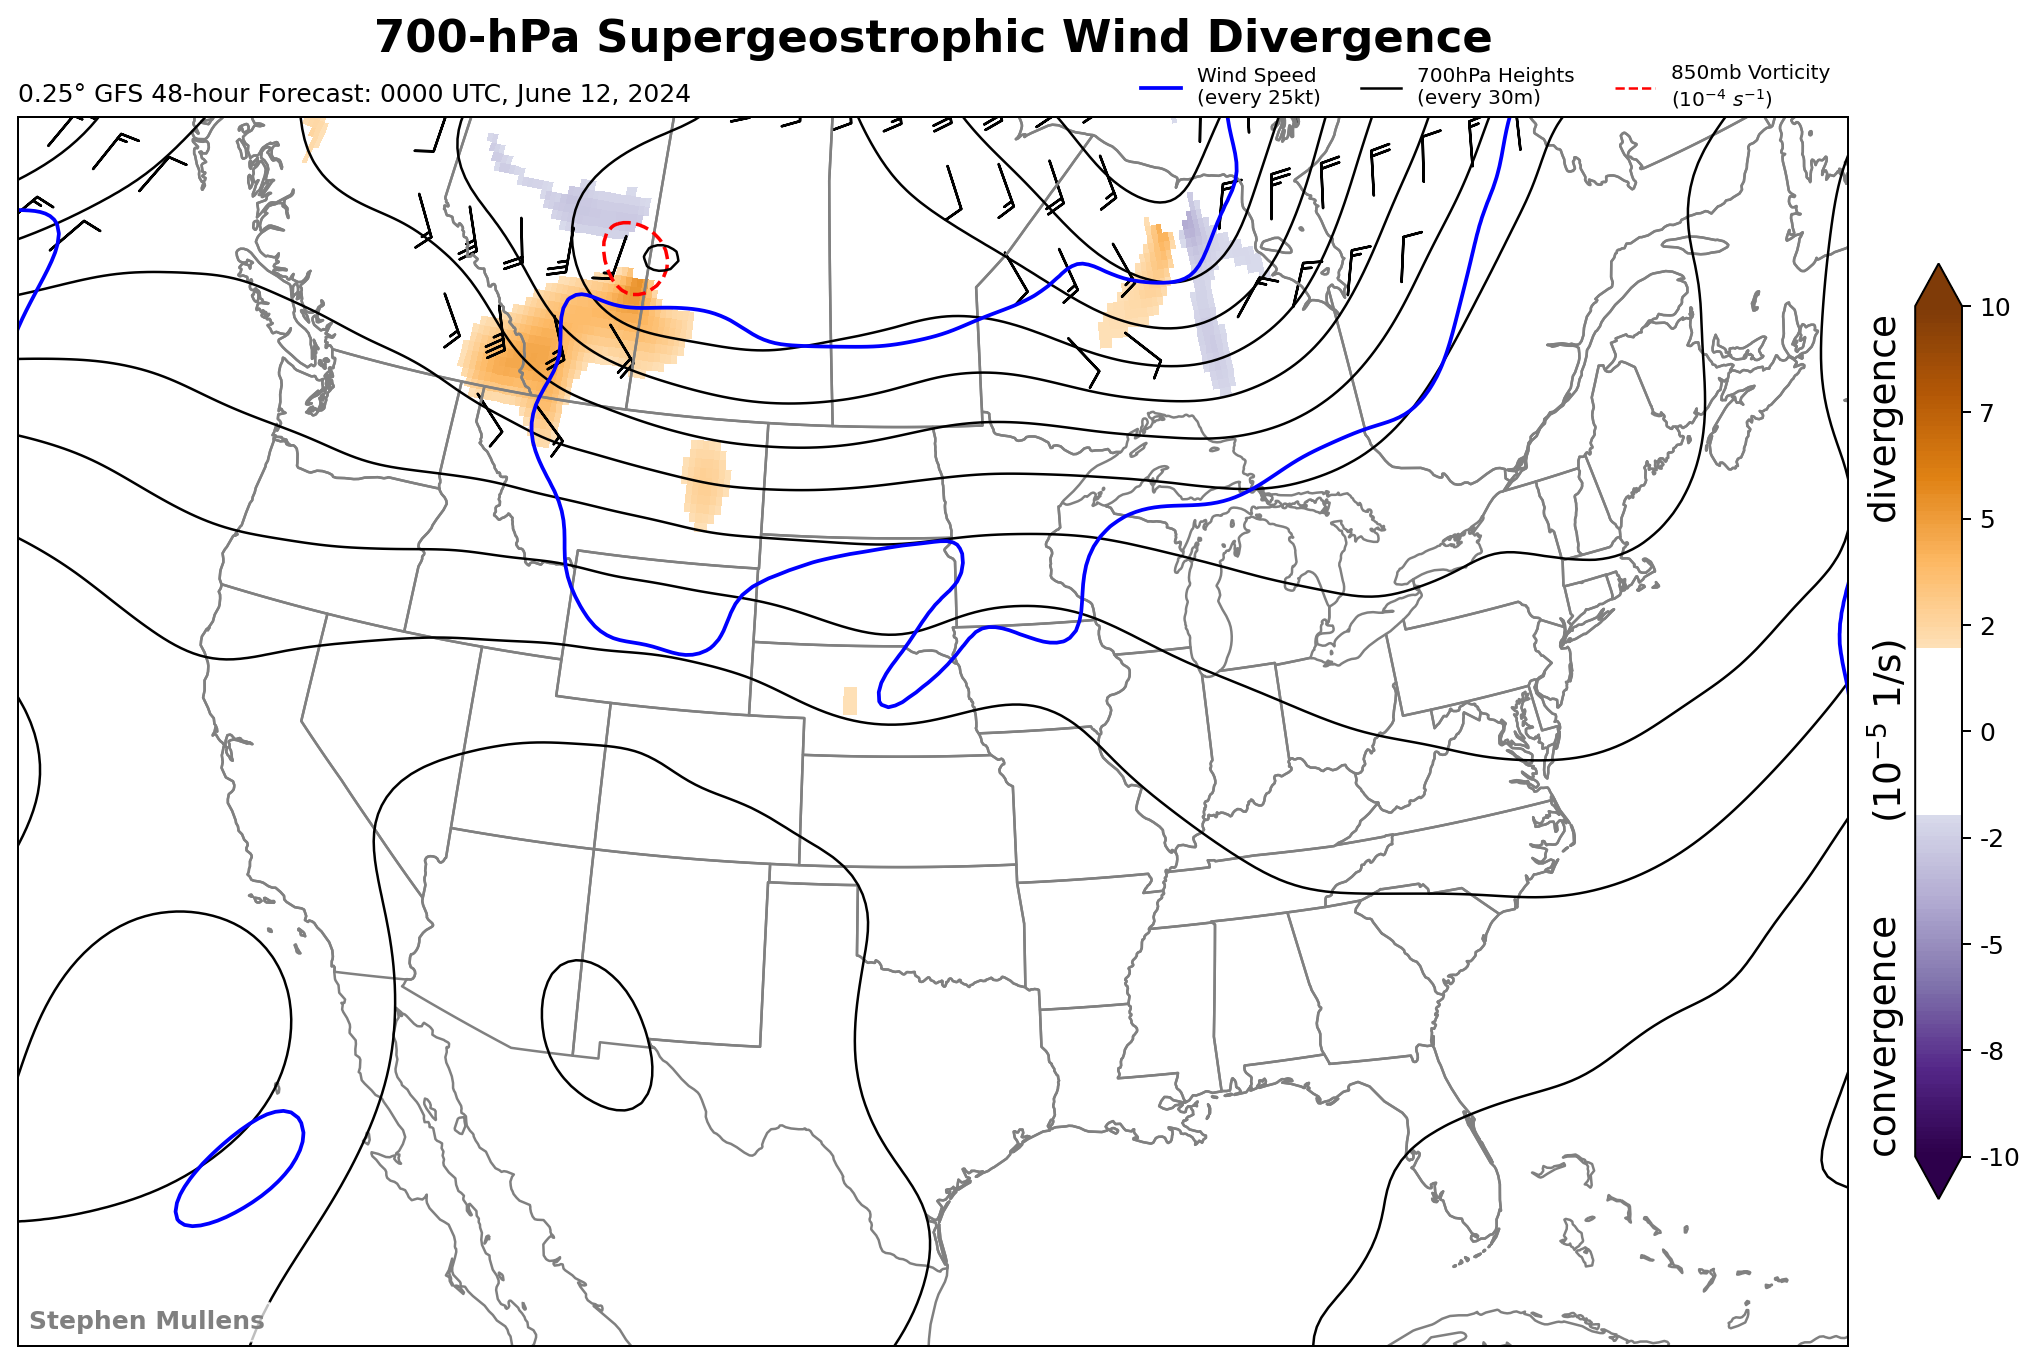 700-hPa Supergeostrophic Wind Divergence
0.25° GFS 48-hour Forecast: 0000 UTC, June 12, 2024
Wind Speed
(every 25kt)
700hPa Heights
(every 30m)
850mb Vorticity
(10⁻⁴ s⁻¹)
10
7
5
2
0
-2
-5
-8
-10
convergence (10⁻⁵ 1/s) divergence
Stephen Mullens